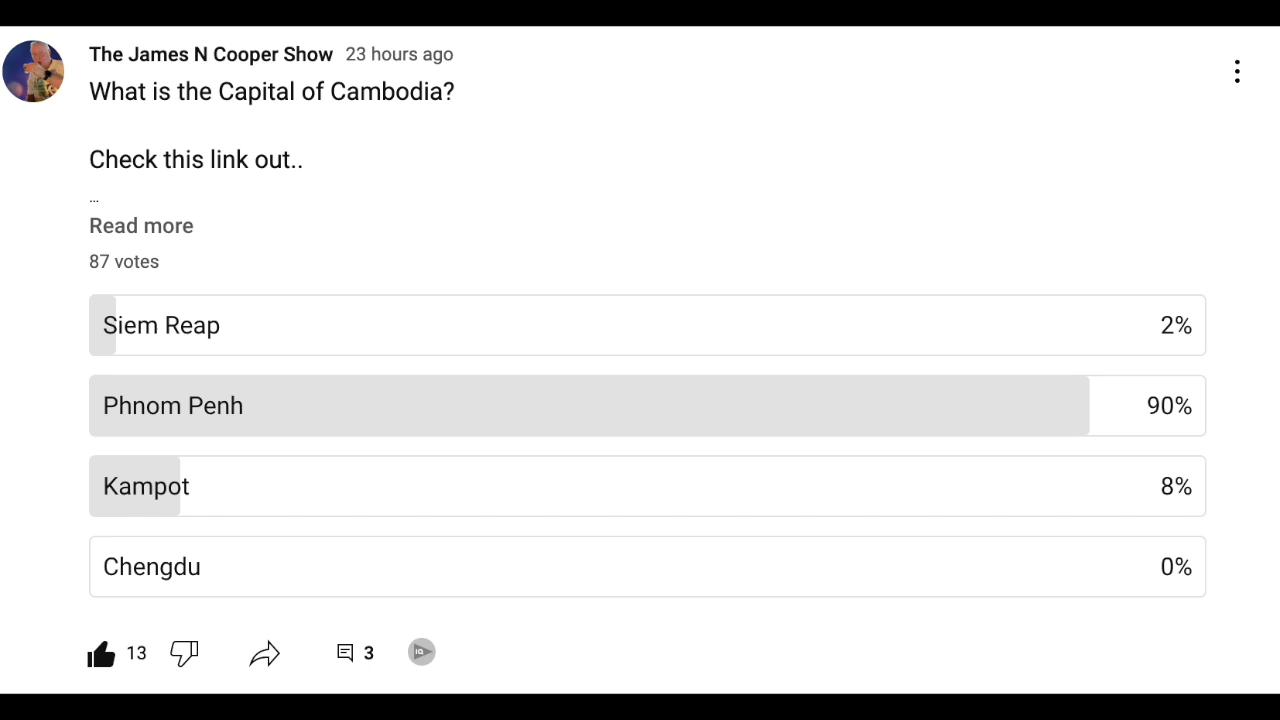 The James N Cooper Show 23 hours ago
What is the Capital of Cambodia?
Check this link out..
...
Read more
87 votes
Siem Reap 2%
Phnom Penh 90%
Kampot 8%
Chengdu 0%
13 3 IQ